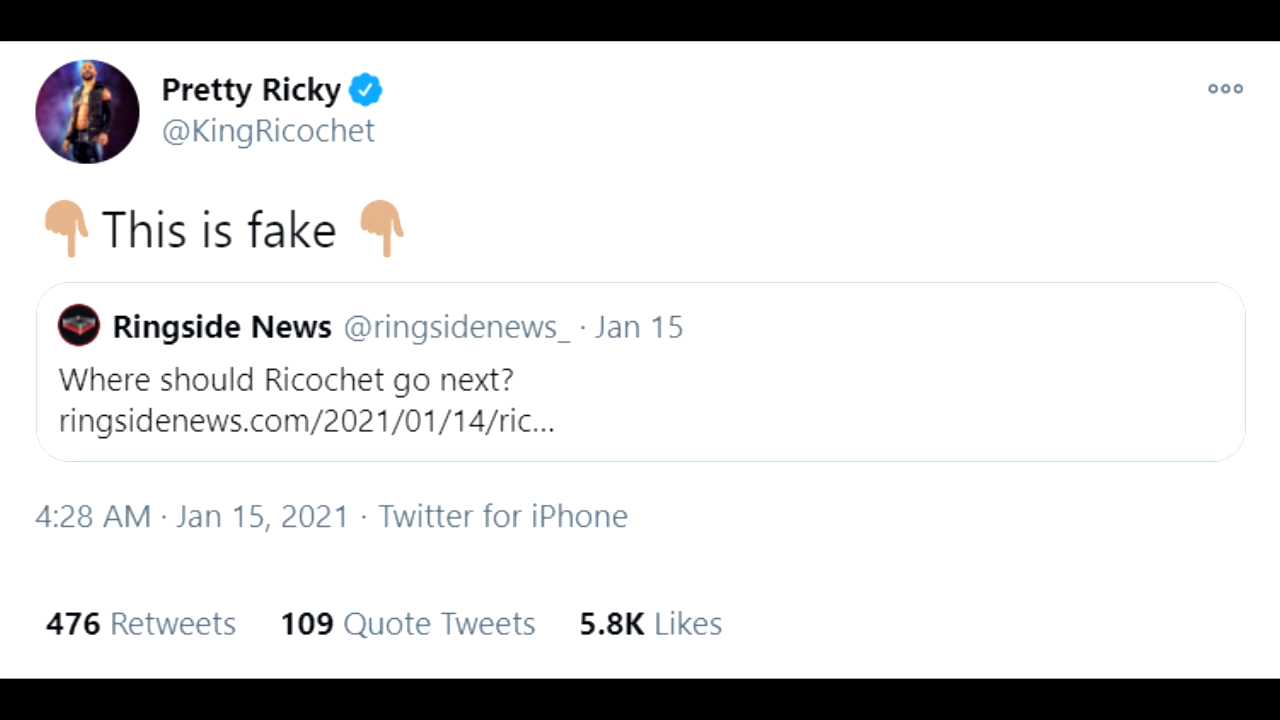 Pretty Ricky
@KingRicochet
👇🏼 This is fake 👇🏼
Ringside News @ringsidenews_ · Jan 15
Where should Ricochet go next?
ringsidenews.com/2021/01/14/ric...
4:28 AM · Jan 15, 2021 · Twitter for iPhone
476 Retweets 109 Quote Tweets 5.8K Likes